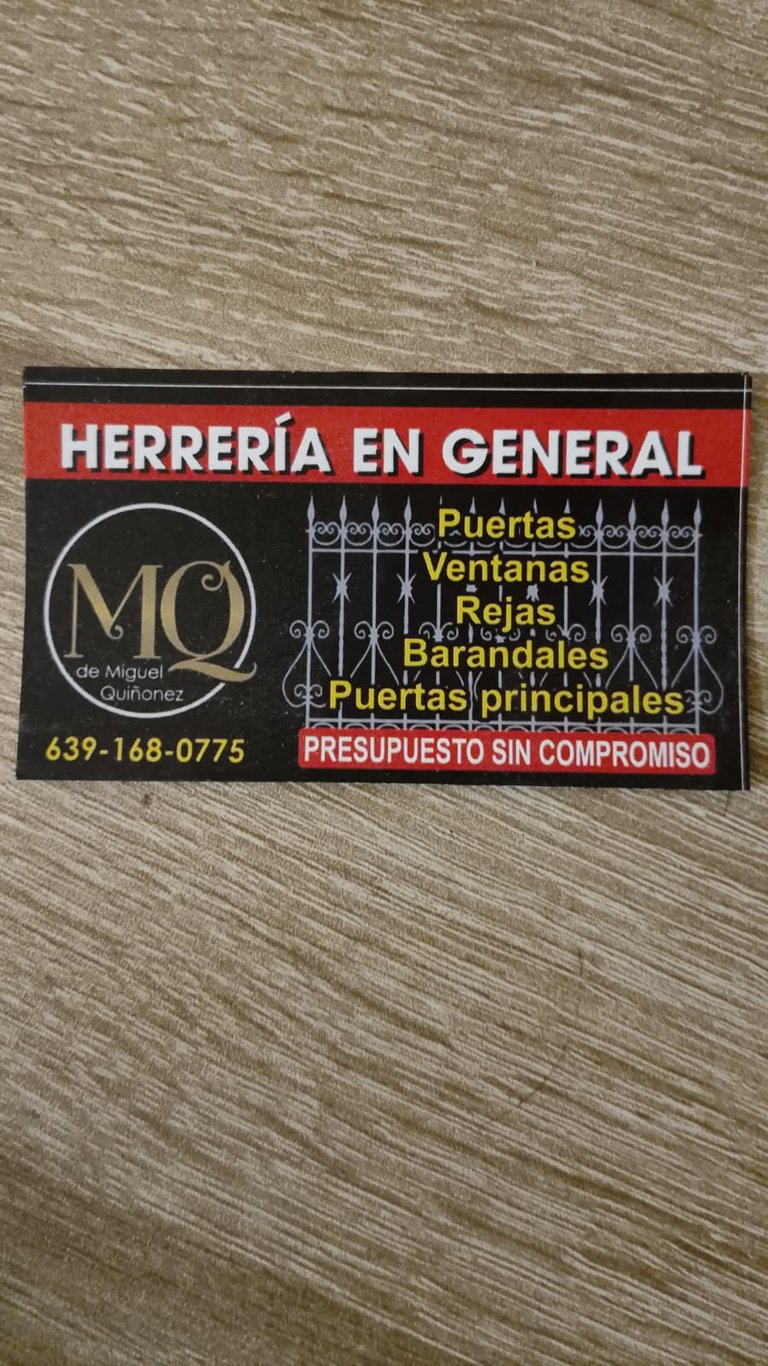 HERRERÍA EN GENERAL
MQ
de Miguel
Quiñonez
639-168-0775
Puertas
Ventanas
Rejas
Barandales
Puertas principales
PRESUPUESTO SIN COMPROMISO